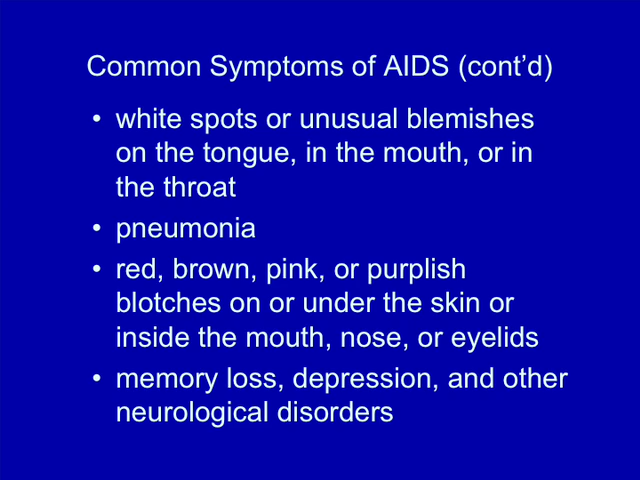 Common Symptoms of AIDS (cont’d)
• white spots or unusual blemishes
on the tongue, in the mouth, or in
the throat
• pneumonia
• red, brown, pink, or purplish
blotches on or under the skin or
inside the mouth, nose, or eyelids
• memory loss, depression, and other
neurological disorders